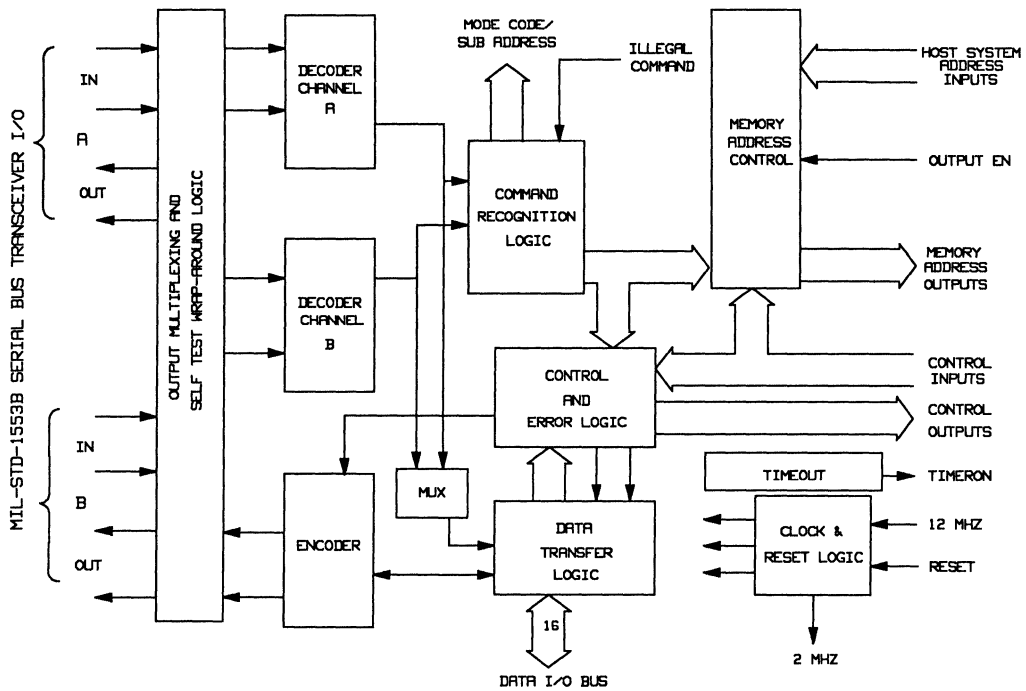 MIL-STD-1553B SERIAL BUS TRANSCEIVER I/O
IN
A
OUT
IN
B
OUT
OUTPUT MULTIPLEXING AND
SELF TEST WRAP-AROUND LOGIC
DECODER
CHANNEL
A
DECODER
CHANNEL
B
ENCODER
MUX
MODE CODE/
SUB ADDRESS
ILLEGAL
COMMAND
COMMAND
RECOGNITION
LOGIC
CONTROL
AND
ERROR LOGIC
DATA
TRANSFER
LOGIC
16
DATA I/O BUS
MEMORY
ADDRESS
CONTROL
HOST SYSTEM
ADDRESS
INPUTS
OUTPUT EN
MEMORY
ADDRESS
OUTPUTS
CONTROL
INPUTS
CONTROL
OUTPUTS
TIMEOUT
TIMERON
CLOCK &
RESET LOGIC
12 MHZ
RESET
2 MHZ